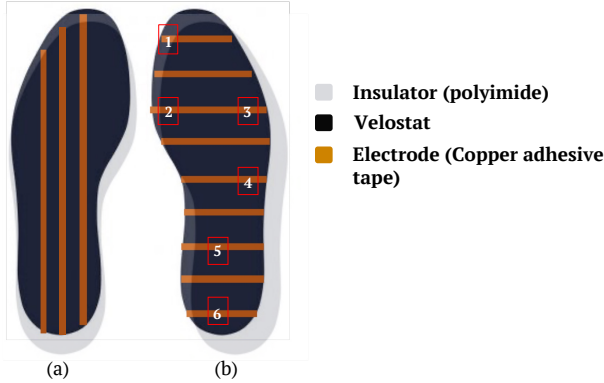 1
2
3
4
5
6
Insulator (polyimide)
Velostat
Electrode (Copper adhesive
tape)
(a)
(b)